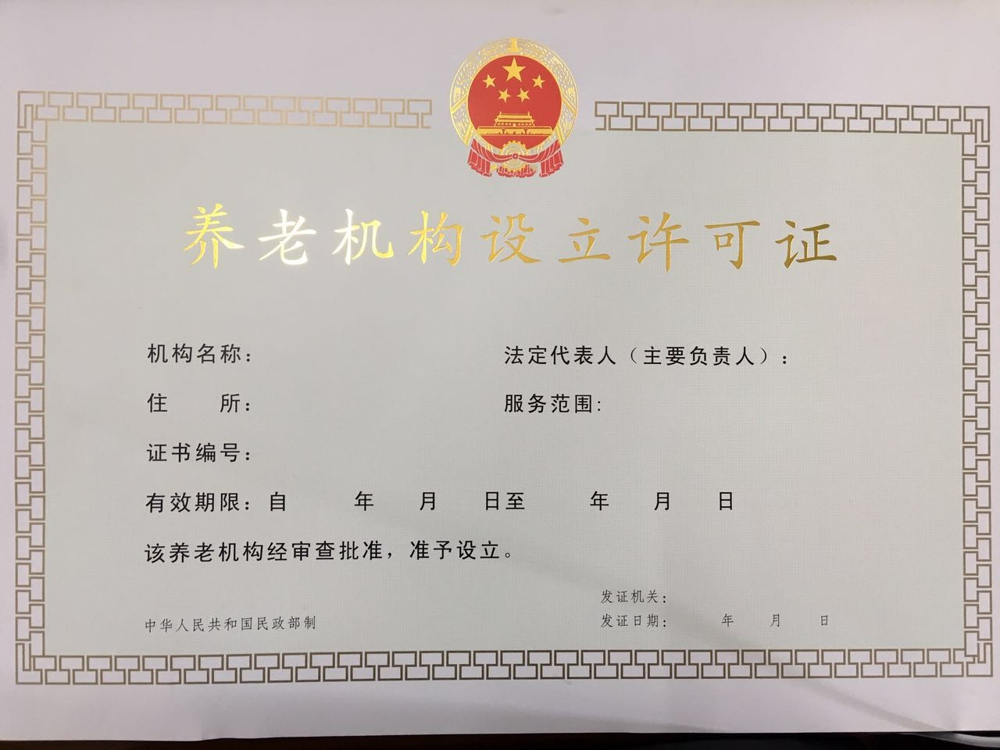 养老机构设立许可证
机构名称： 法定代表人（主要负责人）：
住 所： 服务范围:
证书编号：
有效期限：自 年 月 日至 年 月 日
该养老机构经审查批准，准予设立。
发证机关：
中华人民共和国民政部制 发证日期： 年 月 日